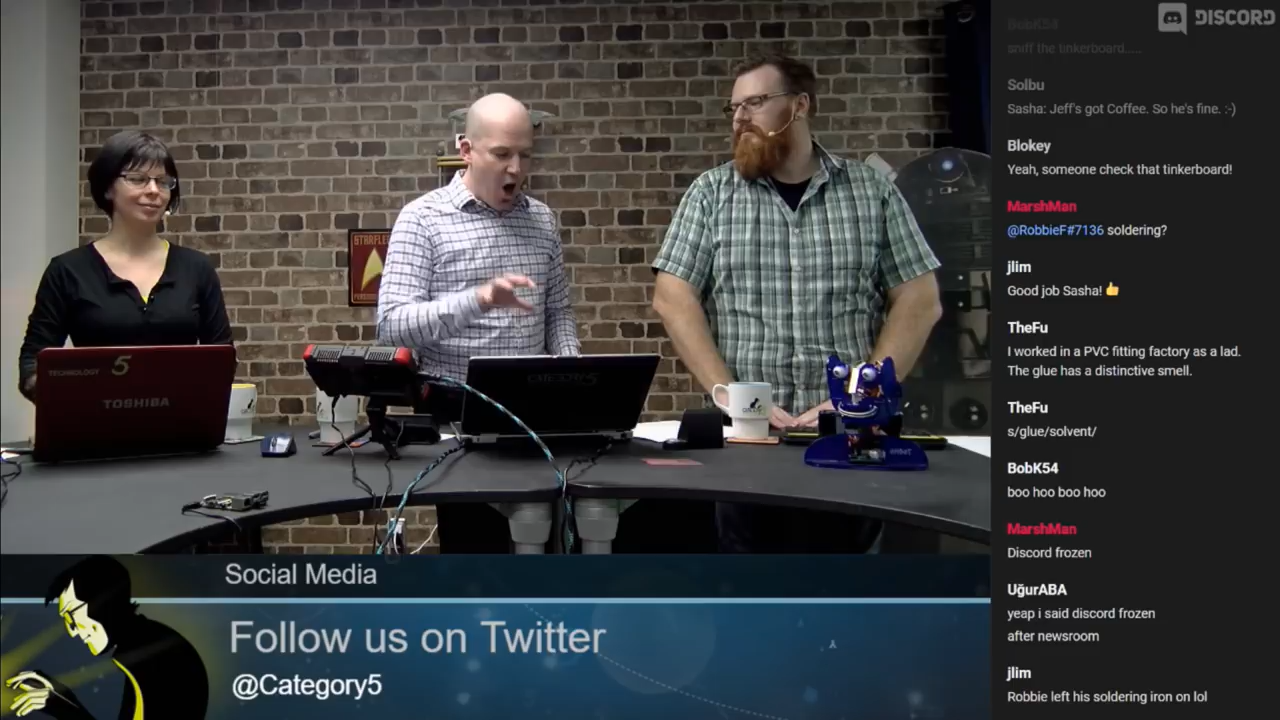 DISCORD
BobK54
sniff the tinkerboard.....
Solbu
Sasha: Jeff's got Coffee. So he's fine. :-)
Blokey
Yeah, someone check that tinkerboard!
MarshMan
@RobbieF#7136 soldering?
jlim
Good job Sasha! 👍
TheFu
I worked in a PVC fitting factory as a lad.
The glue has a distinctive smell.
TheFu
s/glue/solvent/
BobK54
boo hoo boo hoo
MarshMan
Discord frozen
UğurABA
yeap i said discord frozen
after newsroom
jlim
Robbie left his soldering iron on lol
STARFLEE
TECHNOLOGY 5
TOSHIBA
CATEGORY5
Social Media
Follow us on Twitter
@Category5